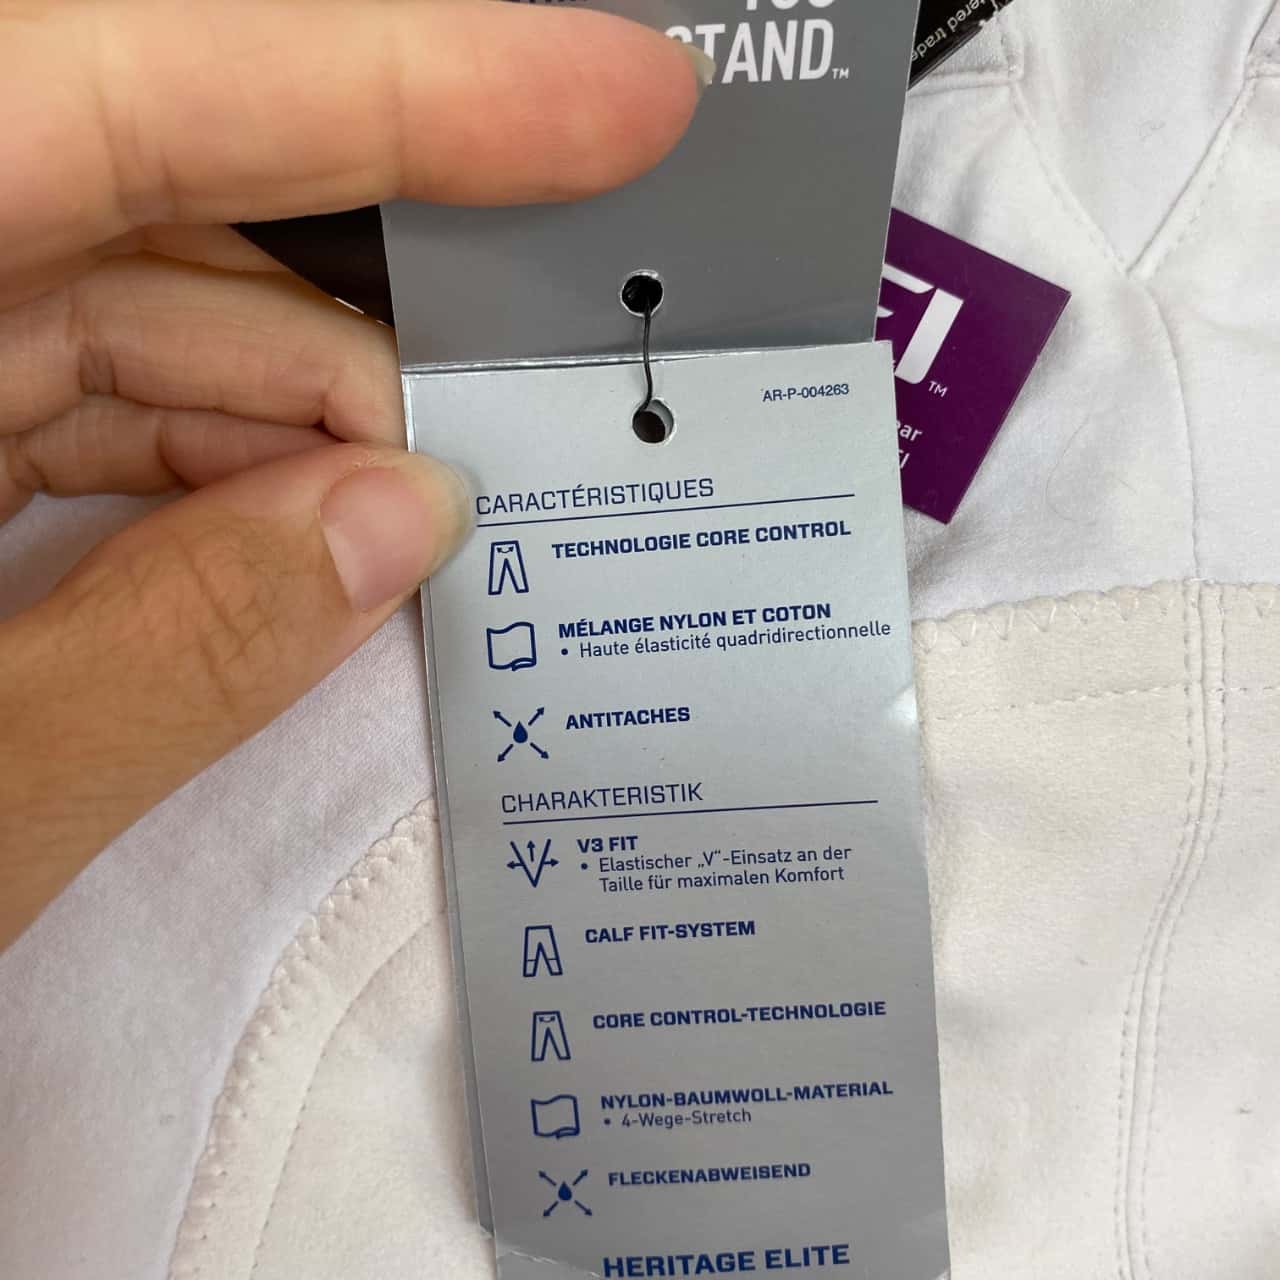 STAND™
AR-P-004263
CARACTÉRISTIQUES
TECHNOLOGIE CORE CONTROL
MÉLANGE NYLON ET COTON
• Haute élasticité quadridirectionnelle
ANTITACHES
CHARAKTERISTIK
V3 FIT
• Elastischer „V“-Einsatz an der
Taille für maximalen Komfort
CALF FIT-SYSTEM
CORE CONTROL-TECHNOLOGIE
NYLON-BAUMWOLL-MATERIAL
• 4-Wege-Stretch
FLECKENABWEISEND
HERITAGE ELITE